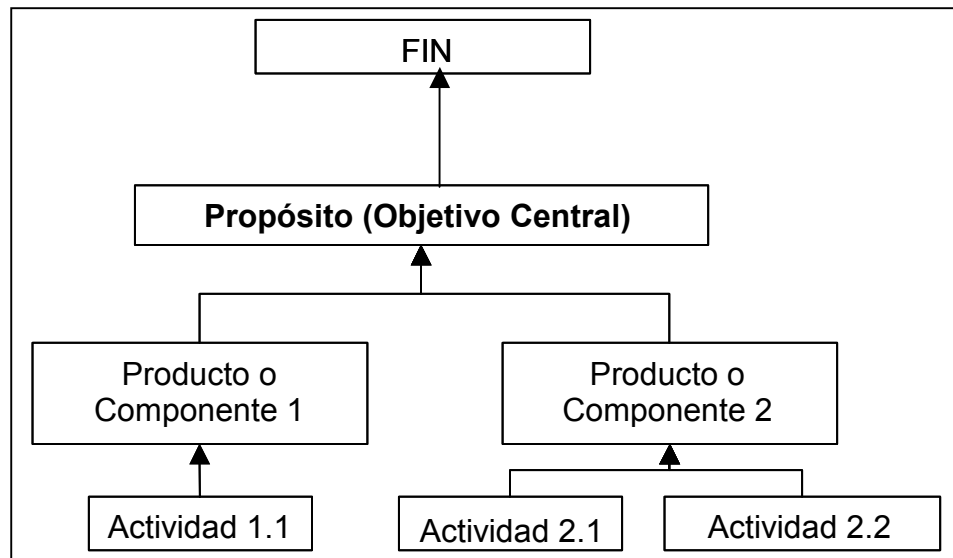 FIN
Propósito (Objetivo Central)
Producto o
Componente 1
Producto o
Componente 2
Actividad 1.1
Actividad 2.1
Actividad 2.2